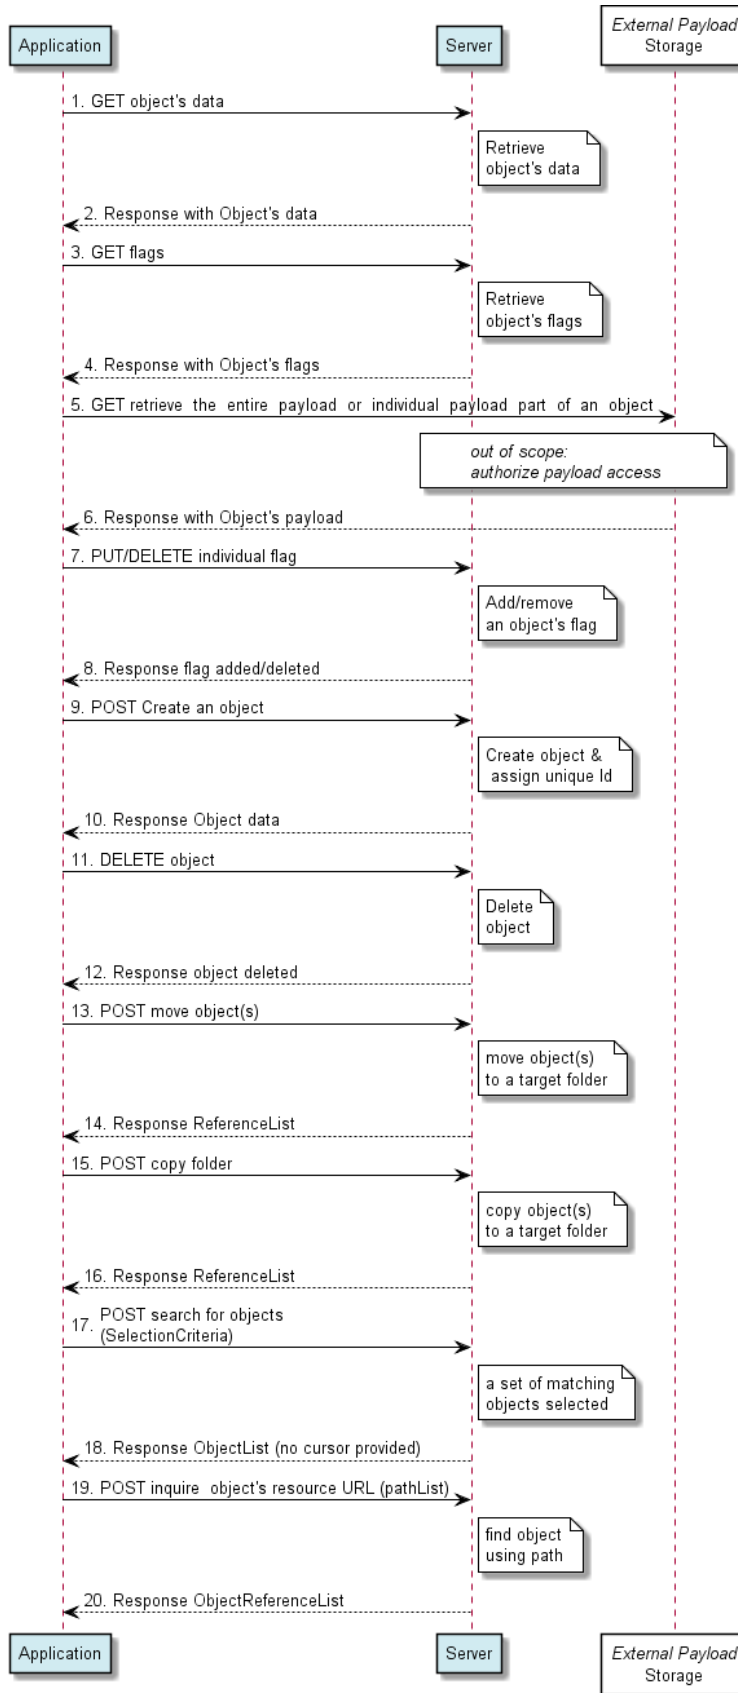 Application
Server
External Payload
Storage
1. GET object's data
Retrieve
object's data
2. Response with Object's data
3. GET flags
Retrieve
object's flags
4. Response with Object's flags
5. GET retrieve the entire payload or individual payload part of an object
out of scope:
authorize payload access
6. Response with Object's payload
7. PUT/DELETE individual flag
Add/remove
an object's flag
8. Response flag added/deleted
9. POST Create an object
Create object &
assign unique Id
10. Response Object data
11. DELETE object
Delete
object
12. Response object deleted
13. POST move object(s)
move object(s)
to a target folder
14. Response ReferenceList
15. POST copy folder
copy object(s)
to a target folder
16. Response ReferenceList
17. POST search for objects
(SelectionCriteria)
a set of matching
objects selected
18. Response ObjectList (no cursor provided)
19. POST inquire object's resource URL (pathList)
find object
using path
20. Response ObjectReferenceList
Application
Server
External Payload
Storage